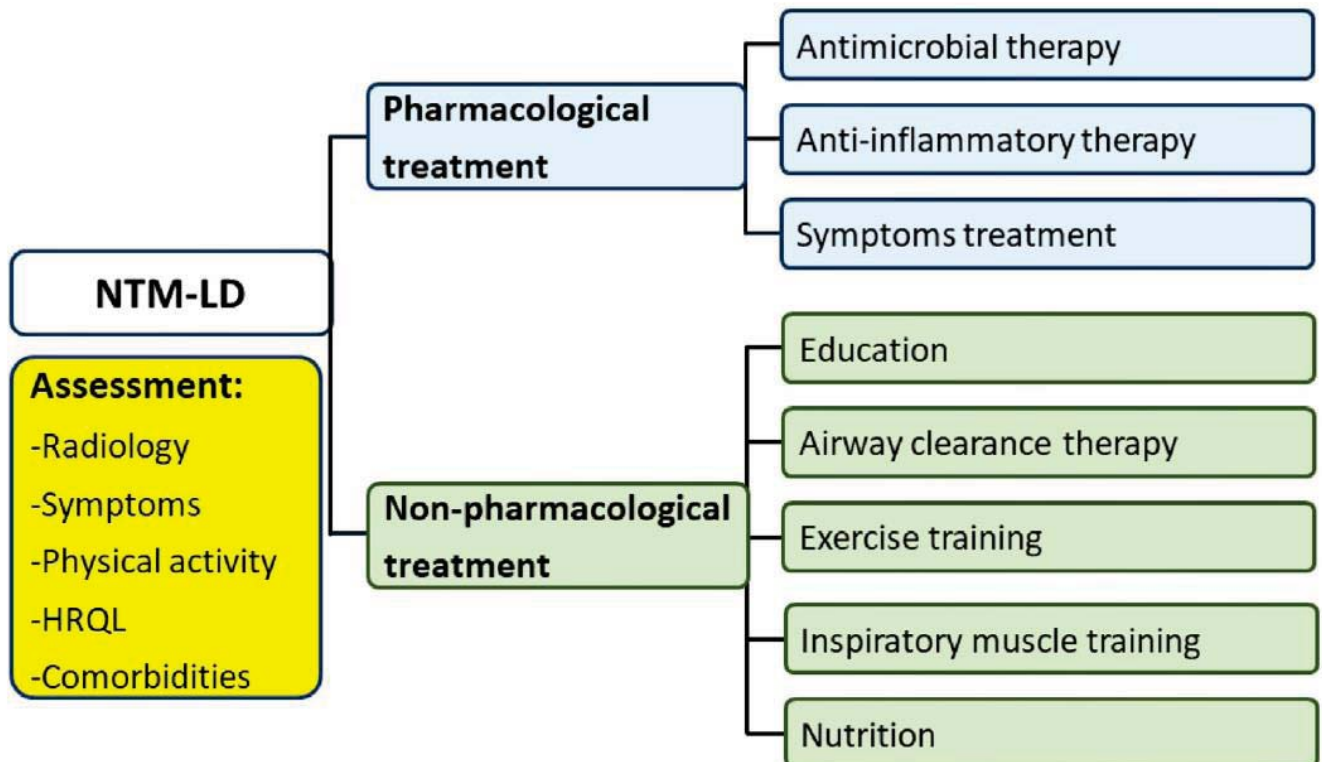 NTM-LD
Assessment:
-Radiology
-Symptoms
-Physical activity
-HRQL
-Comorbidities
Pharmacological
treatment
Antimicrobial therapy
Anti-inflammatory therapy
Symptoms treatment
Non-pharmacological
treatment
Education
Airway clearance therapy
Exercise training
Inspiratory muscle training
Nutrition